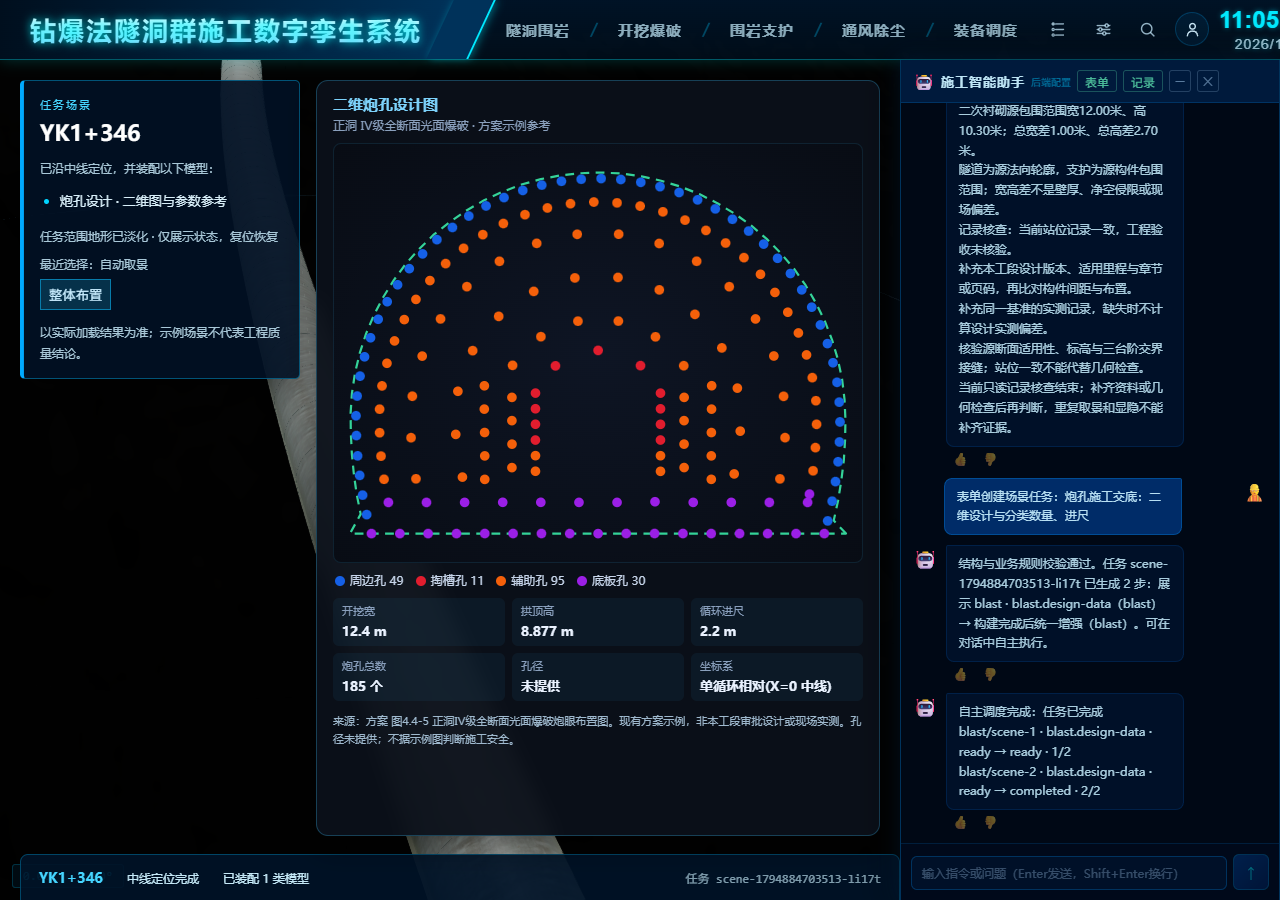 钻爆法隧洞群施工数字孪生系统
隧洞围岩 / 开挖爆破 / 围岩支护 / 通风除尘 / 装备调度
11:05
2026/1
任务场景
YK1+346
已沿中线定位，并装配以下模型：
炮孔设计 · 二维图与参数参考
任务范围地形已淡化 · 仅展示状态，复位恢复
最近选择：自动取景
整体布置
以实际加载结果为准；示例场景不代表工程质
量结论。
二维炮孔设计图
正洞 IV级全断面光面爆破 · 方案示例参考
周边孔 49 掏槽孔 11 辅助孔 95 底板孔 30
开挖宽
12.4 m
拱顶高
8.877 m
循环进尺
2.2 m
炮孔总数
185 个
孔径
未提供
坐标系
单循环相对(X=0 中线)
来源：方案 图4.4-5 正洞IV级全断面光面爆破炮眼布置图。现有方案示例，非本工段审批设计或现场实测。孔
径未提供；不据示例图判断施工安全。
YK1+346 中线定位完成 已装配 1 类模型 任务 scene-1794884703513-li17t
施工智能助手 后端配置 表单 记录
二次衬砌源包围范围宽12.00米、高
10.30米；总宽差1.00米、总高差2.70
米。
隧道为源法向轮廓，支护为源构件包围
范围；宽高差不是壁厚、净空侵限或现
场偏差。
记录核查：当前站位记录一致，工程验
收未核验。
补充本工段设计版本、适用里程与章节
或页码，再比对构件间距与布置。
补充同一基准的实测记录，缺失时不计
算设计实测偏差。
核验源断面适用性、标高与三台阶交界
接缝；站位一致不能代替几何检查。
当前只读记录核查结束；补齐资料或几
何检查后再判断，重复取景和显隐不能
补齐证据。
表单创建场景任务：炮孔施工交底：二
维设计与分类数量、进尺
结构与业务规则校验通过。任务 scene-
1794884703513-li17t 已生成 2 步：展
示 blast · blast.design-data（blast）
→ 构建完成后统一增强（blast）。可在
对话中自主执行。
自主调度完成：任务已完成
blast/scene-1 · blast.design-data ·
ready → ready · 1/2
blast/scene-2 · blast.design-data ·
ready → completed · 2/2
输入指令或问题（Enter发送，Shift+Enter换行）